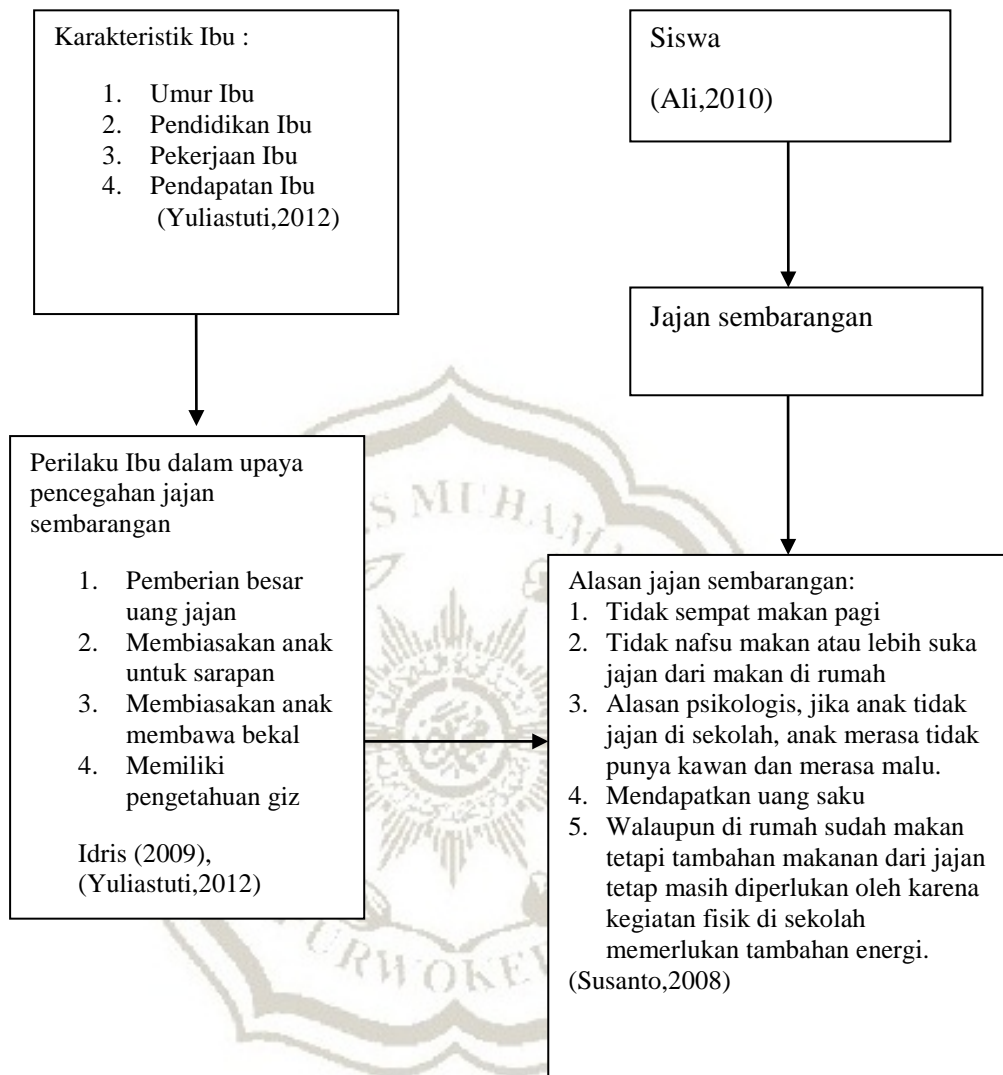 Karakteristik Ibu :
1. Umur Ibu
2. Pendidikan Ibu
3. Pekerjaan Ibu
4. Pendapatan Ibu
(Yuliastuti,2012)
Siswa
(Ali,2010)
Jajan sembarangan
Perilaku Ibu dalam upaya
pencegahan jajan
sembarangan
1. Pemberian besar
uang jajan
2. Membiasakan anak
untuk sarapan
3. Membiasakan anak
membawa bekal
4. Memiliki
pengetahuan giz
Idris (2009),
(Yuliastuti,2012)
Alasan jajan sembarangan:
1. Tidak sempat makan pagi
2. Tidak nafsu makan atau lebih suka
jajan dari makan di rumah
3. Alasan psikologis, jika anak tidak
jajan di sekolah, anak merasa tidak
punya kawan dan merasa malu.
4. Mendapatkan uang saku
5. Walaupun di rumah sudah makan
tetapi tambahan makanan dari jajan
tetap masih diperlukan oleh karena
kegiatan fisik di sekolah
memerlukan tambahan energi.
(Susanto,2008)